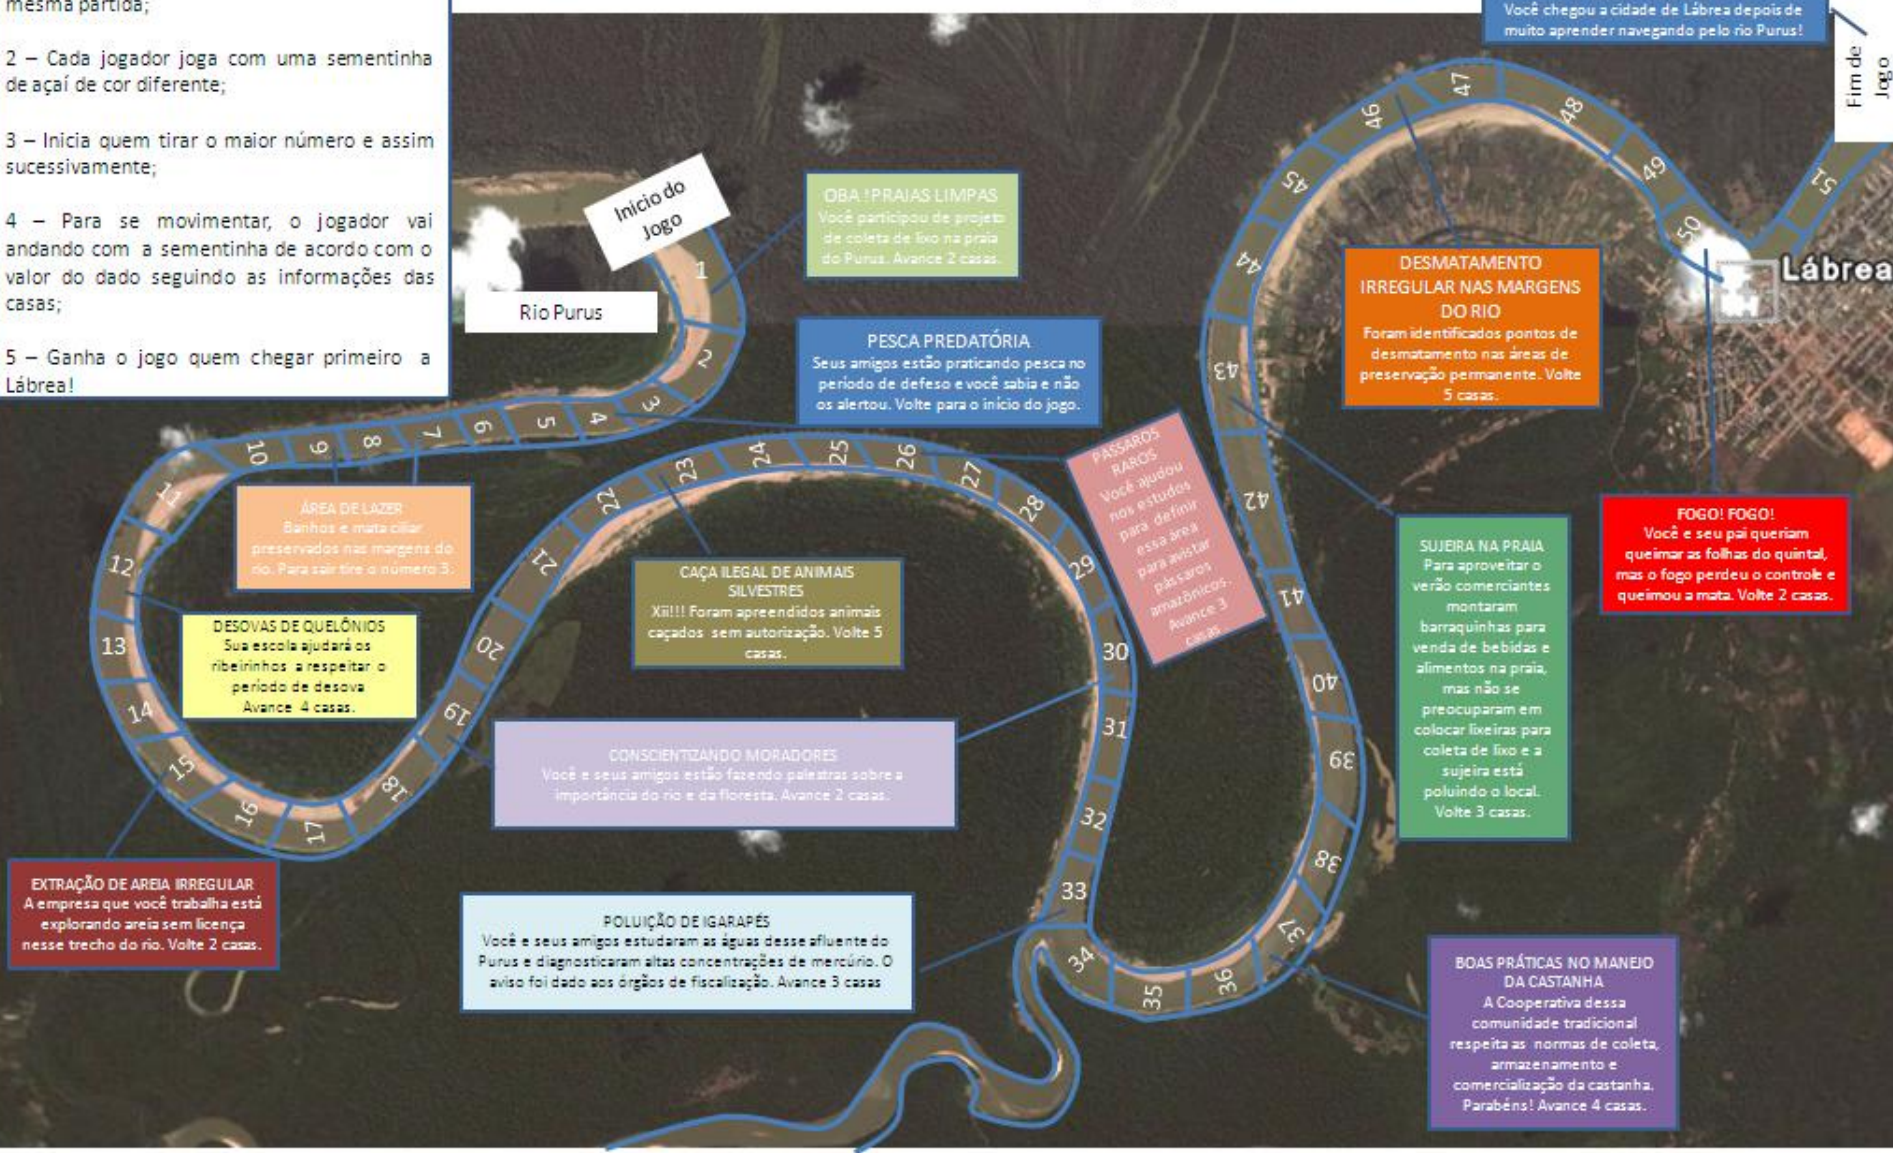 mesma partida;
2 – Cada jogador joga com uma sementinha
de açaí de cor diferente;
3 – Inicia quem tirar o maior número e assim
sucessivamente;
4 – Para se movimentar, o jogador vai
andando com a sementinha de acordo com o
valor do dado seguindo as informações das
casas;
5 – Ganha o jogo quem chegar primeiro a
Lábrea!
Você chegou a cidade de Lábrea depois de
muito aprender navegando pelo rio Purus!
Fim de
Jogo
Inicio do
Jogo
Rio Purus
OBA ! PRAIAS LIMPAS
Você participou de projeto
de coleta de lixo na praia
do Purus. Avance 2 casas.
PESCA PREDATÓRIA
Seus amigos estão praticando pesca no
período de defeso e você sabia e não
os alertou. Volte para o início do jogo.
DESMATAMENTO
IRREGULAR NAS MARGENS
DO RIO
Foram identificados pontos de
desmatamento nas áreas de
preservação permanente. Volte
5 casas.
Lábrea
PÁSSAROS
RAROS
Você ajudou
nos estudos
para definir
essa área
para avistar
pássaros
amazônicos.
Avance 3
casas
ÁREA DE LAZER
Banhos e mata ciliar
preservados nas margens do
rio. Para sair tire o número 3.
CAÇA ILEGAL DE ANIMAIS
SILVESTRES
Xii!!! Foram apreendidos animais
caçados sem autorização. Volte 5
casas.
SUJEIRA NA PRAIA
Para aproveitar o
verão comerciantes
montaram
barraquinhas para
venda de bebidas e
alimentos na praia,
mas não se
preocuparam em
colocar lixeiras para
coleta de lixo e a
sujeira está
poluindo o local.
Volte 3 casas.
FOGO! FOGO!
Você e seu pai queriam
queimar as folhas do quintal,
mas o fogo perdeu o controle e
queimou a mata. Volte 2 casas.
DESOVAS DE QUELÔNIOS
Sua escola ajudará os
ribeirinhos a respeitar o
período de desova
Avance 4 casas.
CONSCIENTIZANDO MORADORES
Você e seus amigos estão fazendo palestras sobre a
importância do rio e da floresta. Avance 2 casas.
EXTRAÇÃO DE AREIA IRREGULAR
A empresa que você trabalha está
explorando areia sem licença
nesse trecho do rio. Volte 2 casas.
POLUIÇÃO DE IGARAPÉS
Você e seus amigos estudaram as águas desse afluente do
Purus e diagnosticaram altas concentrações de mercúrio. O
aviso foi dado aos órgãos de fiscalização. Avance 3 casas
BOAS PRÁTICAS NO MANEJO
DA CASTANHA
A Cooperativa dessa
comunidade tradicional
respeita as normas de coleta,
armazenamento e
comercialização da castanha.
Parabéns! Avance 4 casas.
1
2
3
4
5
6
7
8
9
10
11
12
13
14
15
16
17
18
19
20
21
22
23
24
25
26
27
28
29
30
31
32
33
34
35
36
37
38
39
40
41
42
43
44
45
46
47
48
49
50
51